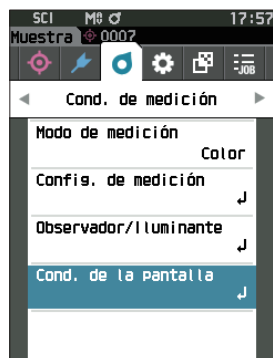 SCI M⚥ 17:57
Muestra 0007
-JOB
Cond. de medición
Modo de medición
Color
Config. de medición
Observador/Iluminante
Cond. de la pantalla